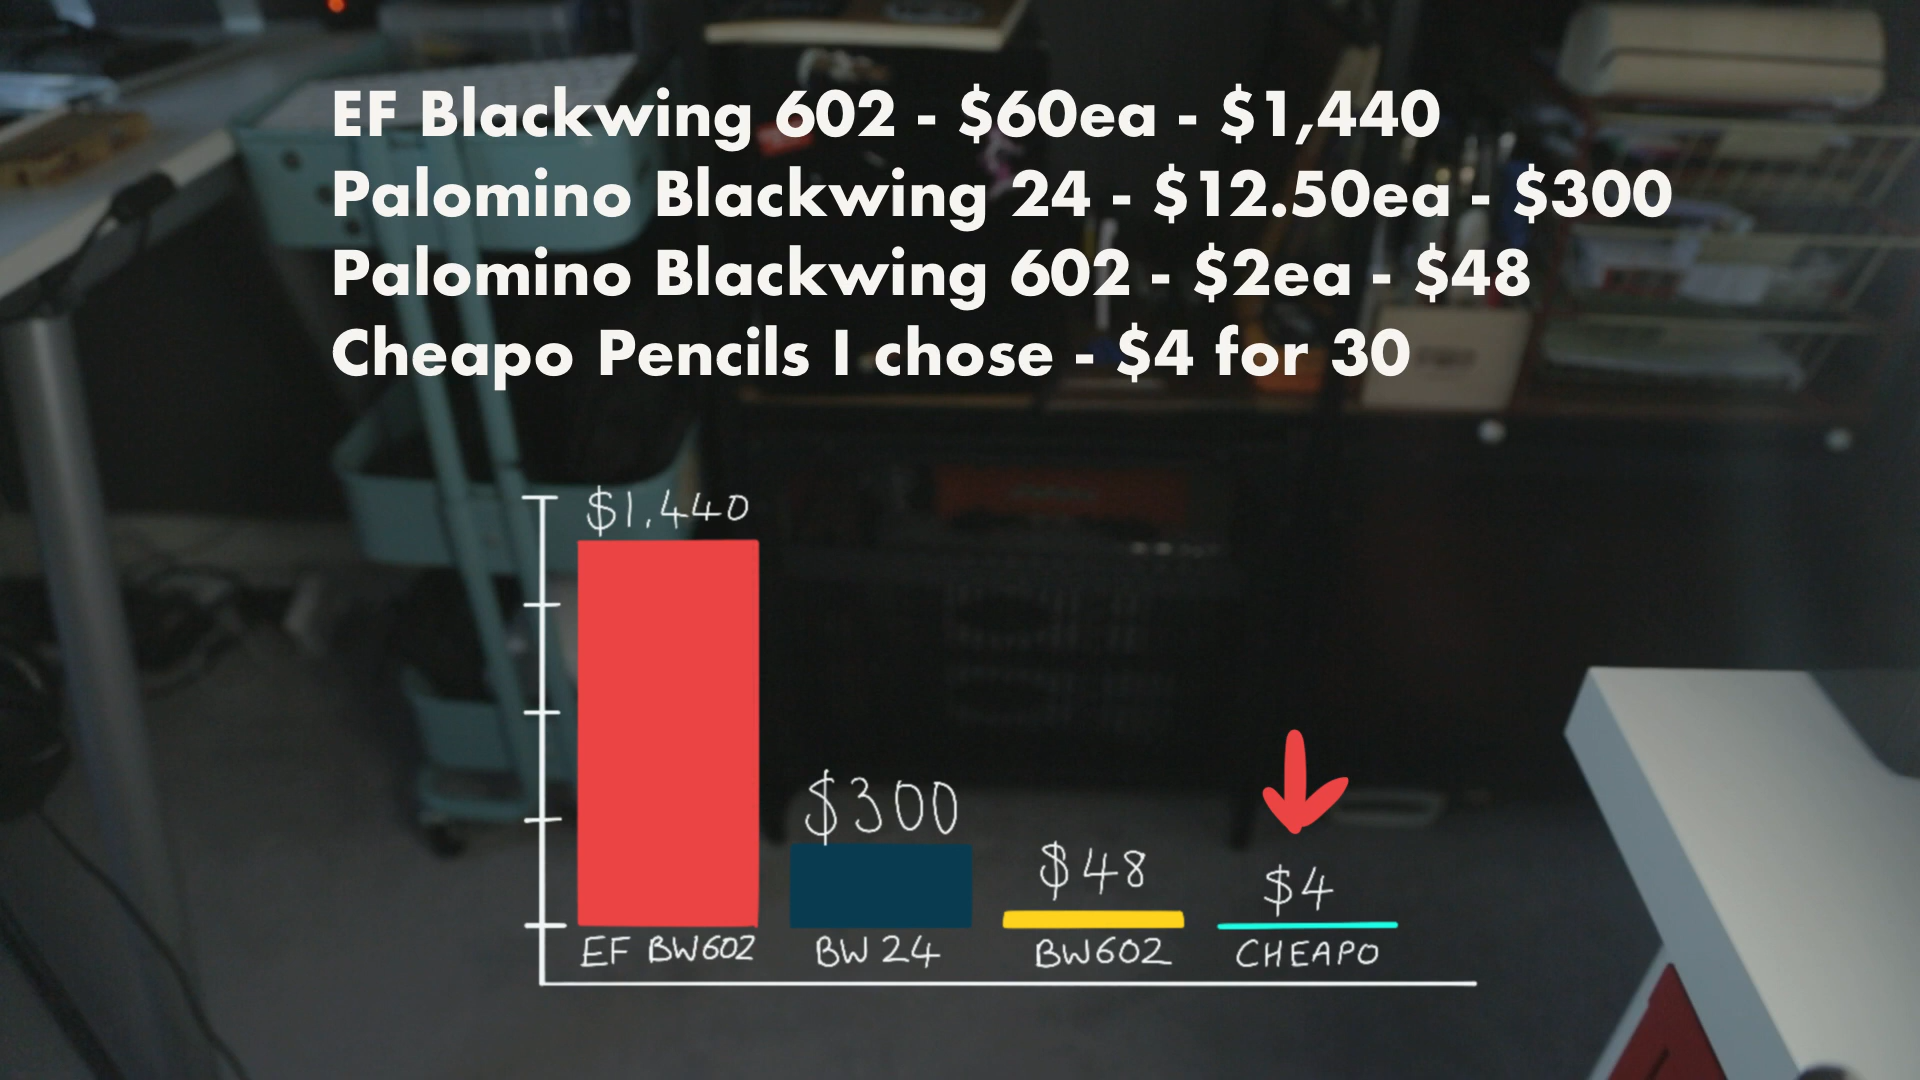 EF Blackwing 602 - $60ea - $1,440
Palomino Blackwing 24 - $12.50ea - $300
Palomino Blackwing 602 - $2ea - $48
Cheapo Pencils I chose - $4 for 30
$1,440
$300
$48
$4
EF BW602
BW 24
BW602
CHEAPO